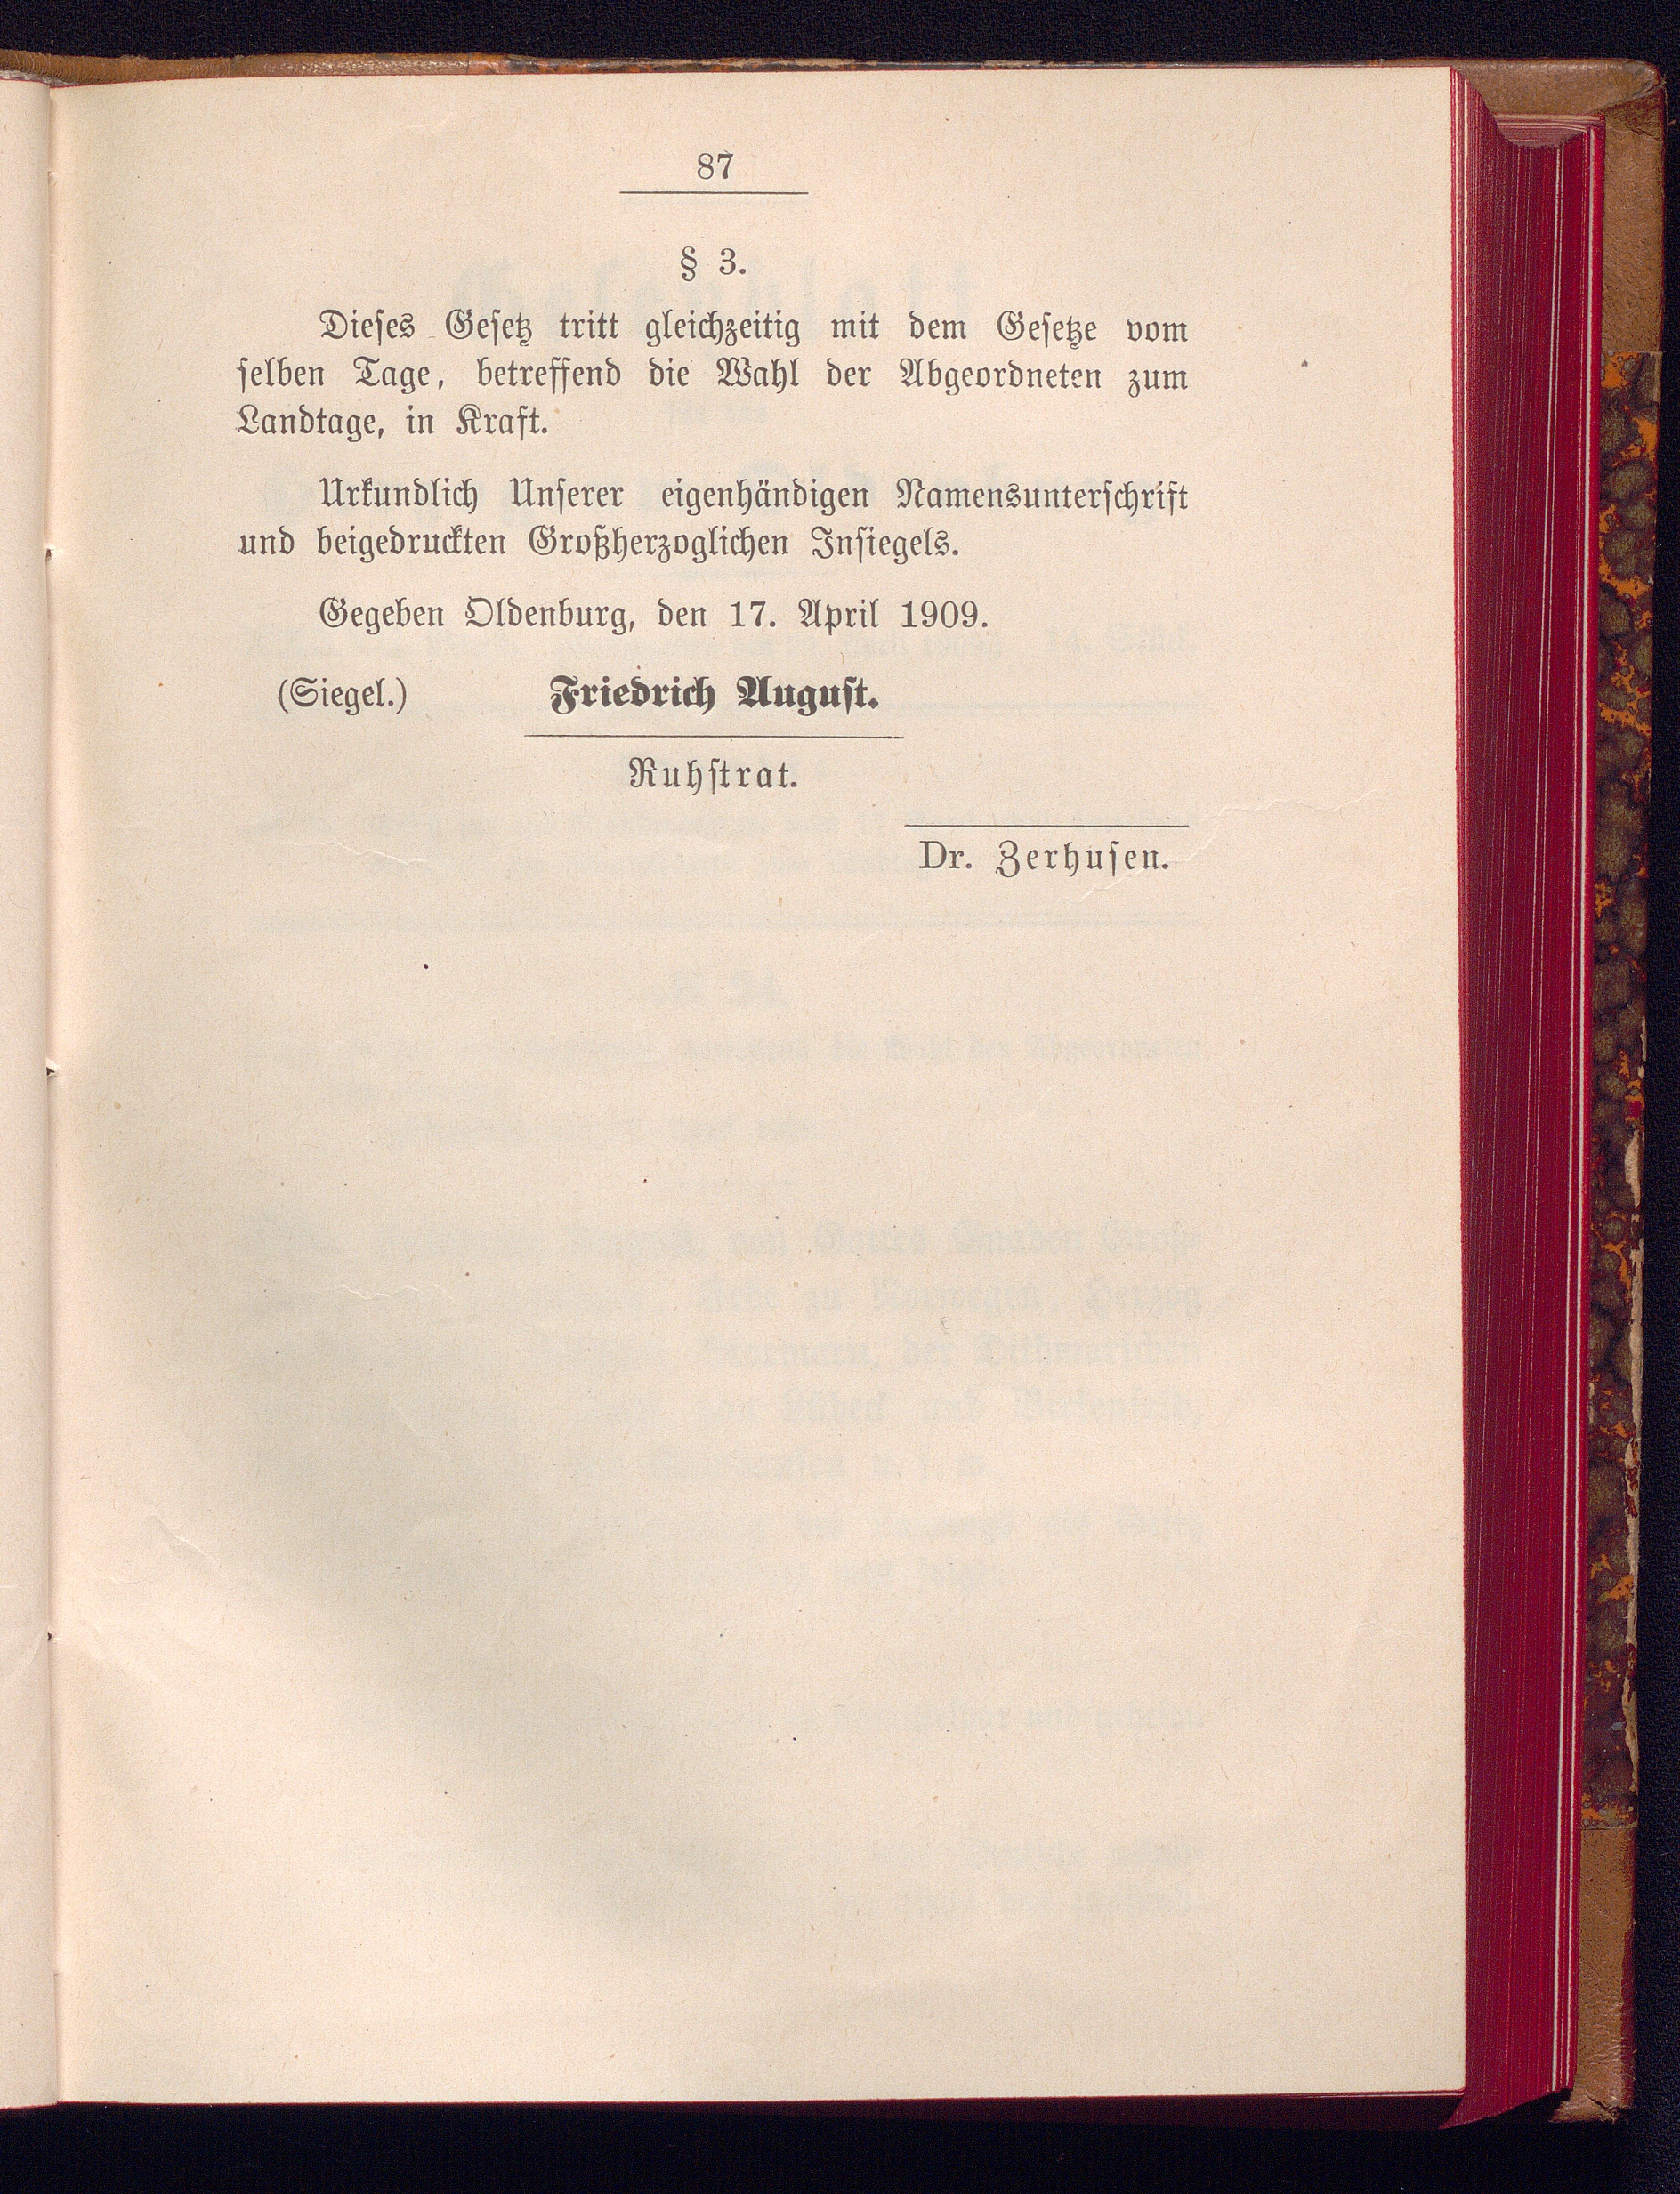 87
§ 3.
Dieses Gesetz tritt gleichzeitig mit dem Gesetze vom
selben Tage, betreffend die Wahl der Abgeordneten zum
Landtage, in Kraft.
Urkundlich Unserer eigenhändigen Namensunterschrift
und beigedruckten Großherzoglichen Insiegels.
Gegeben Oldenburg, den 17. April 1909.
(Siegel.) Friedrich August.
Ruhstrat.
Dr. Zerhusen.